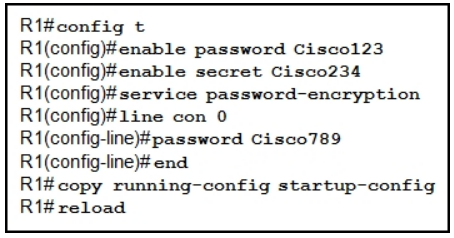 R1#config t
R1(config)#enable password Cisco123
R1(config)#enable secret Cisco234
R1(config)#service password-encryption
R1(config)#line con 0
R1(config-line)#password Cisco789
R1(config-line)#end
R1#copy running-config startup-config
R1#reload